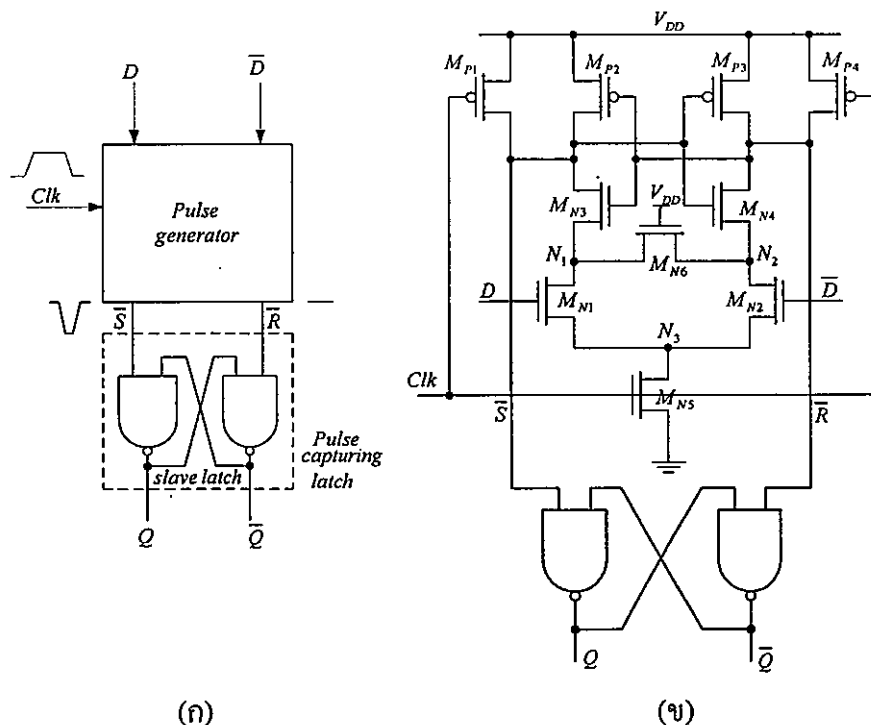 D
D̅
Clk
Pulse
generator
S̅
R̅
Pulse
capturing
latch
slave latch
Q
Q̅
(ก)
V_DD
M_P1
M_P2
M_P3
M_P4
M_N3
V_DD
M_N4
N_1
M_N6
N_2
D
M_N1
M_N2
D̅
N_3
Clk
S̅
M_N5
R̅
Q
Q̅
(ข)